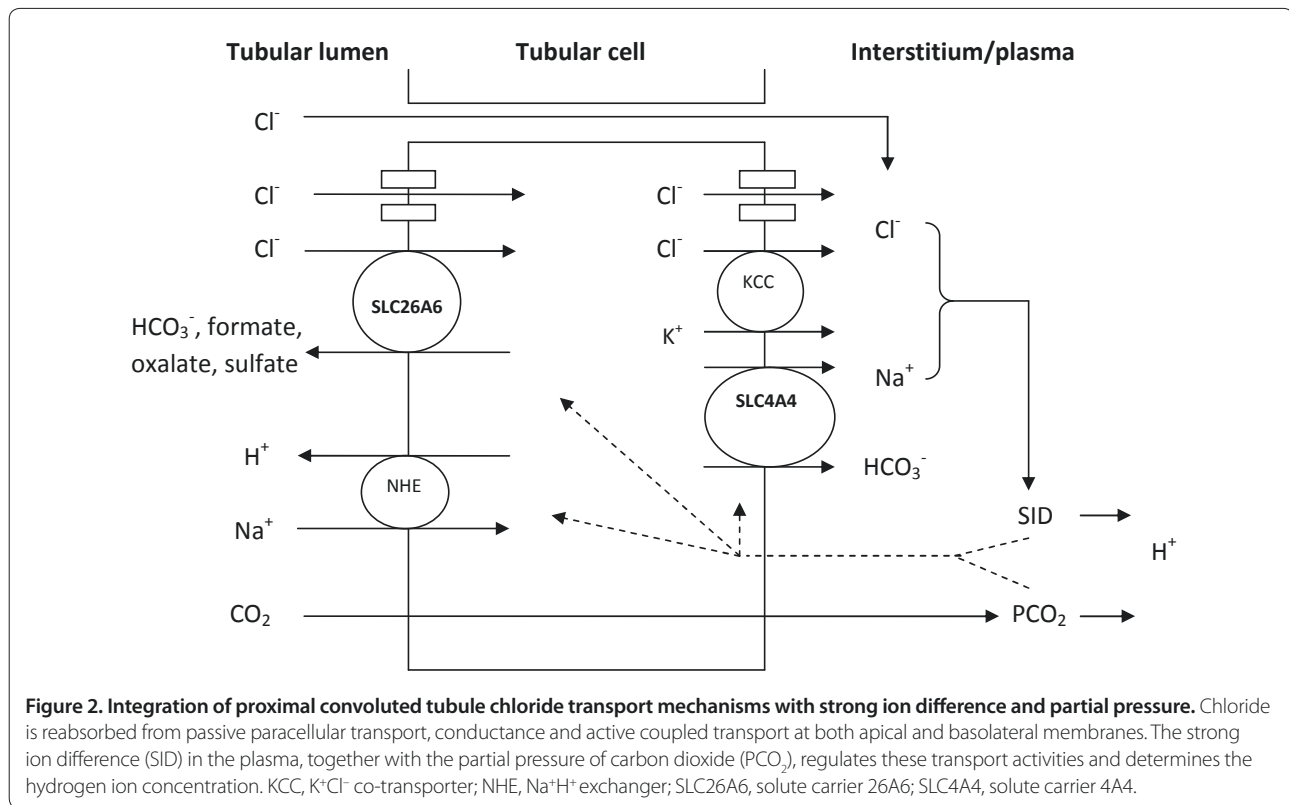 Tubular lumen Tubular cell Interstitium/plasma
Cl⁻
Cl⁻ Cl⁻
Cl⁻
Cl⁻ Cl⁻
KCC
SLC26A6
HCO₃⁻, formate,
oxalate, sulfate
K⁺
Na⁺
SLC4A4
H⁺
HCO₃⁻
NHE
Na⁺
SID
H⁺
CO₂ PCO₂
Figure 2. Integration of proximal convoluted tubule chloride transport mechanisms with strong ion difference and partial pressure. Chloride
is reabsorbed from passive paracellular transport, conductance and active coupled transport at both apical and basolateral membranes. The strong
ion difference (SID) in the plasma, together with the partial pressure of carbon dioxide (PCO₂), regulates these transport activities and determines the
hydrogen ion concentration. KCC, K⁺Cl⁻ co-transporter; NHE, Na⁺H⁺ exchanger; SLC26A6, solute carrier 26A6; SLC4A4, solute carrier 4A4.